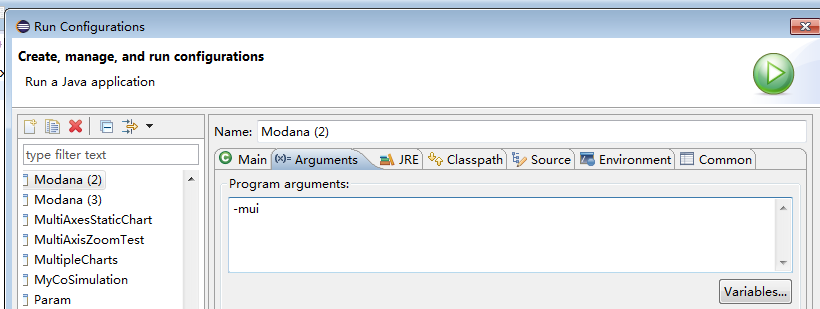 Run Configurations
Create, manage, and run configurations
Run a Java application
type filter text
Modana (2)
Modana (3)
MultiAxesStaticChart
MultiAxisZoomTest
MultipleCharts
MyCoSimulation
Param
Name: Modana (2)
Main (x)= Arguments JRE Classpath Source Environment Common
Program arguments:
-mui
Variables...